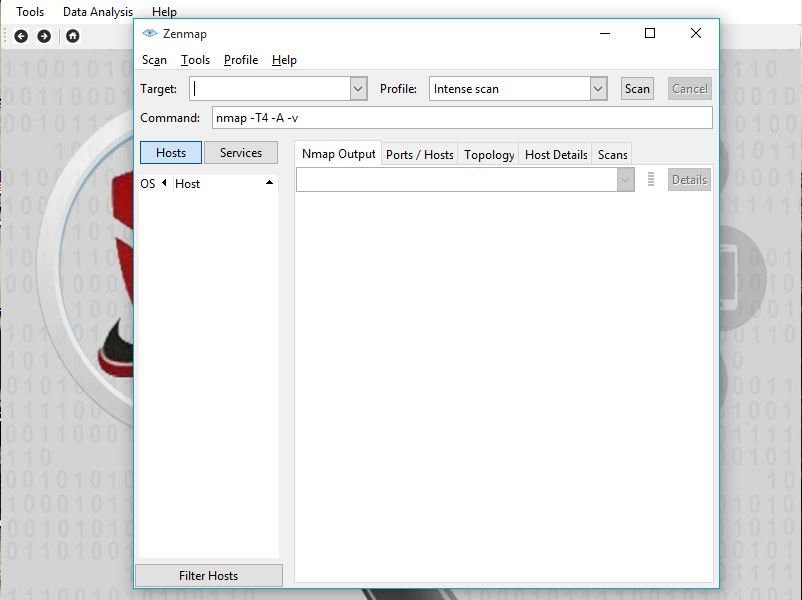 Tools Data Analysis Help
Zenmap
Scan Tools Profile Help
Target: Profile: Intense scan Scan Cancel
Command: nmap -T4 -A -v
Hosts Services
Nmap Output Ports / Hosts Topology Host Details Scans
OS Host
Details
Filter Hosts